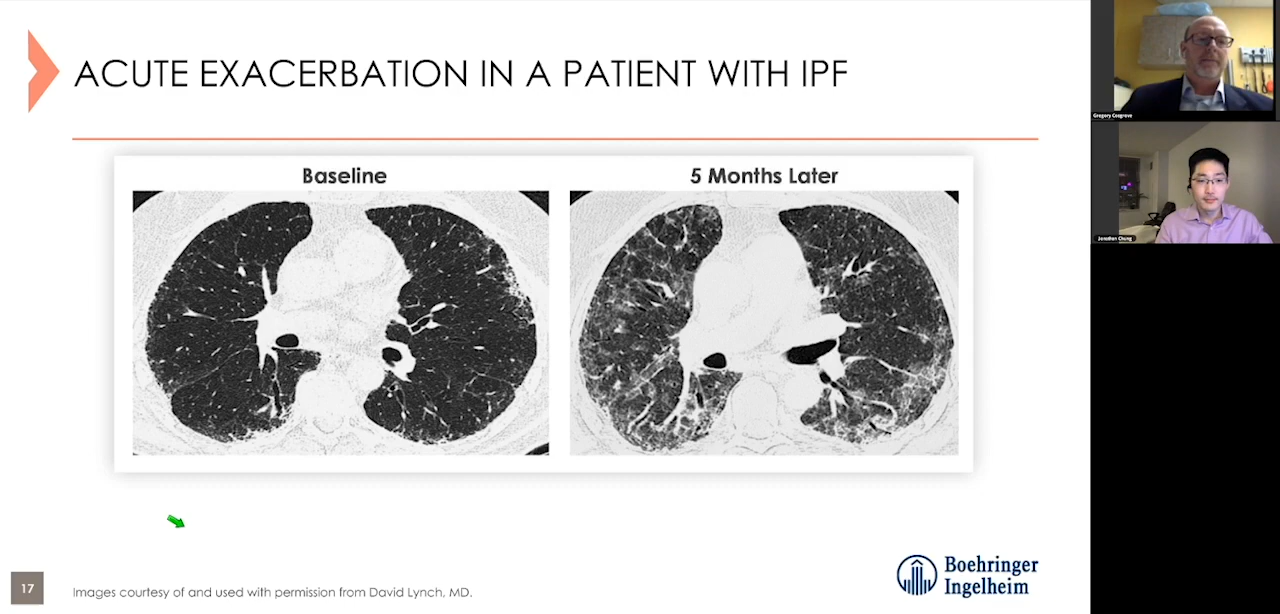 ACUTE EXACERBATION IN A PATIENT WITH IPF
Baseline
5 Months Later
17
Images courtesy of and used with permission from David Lynch, MD.
Boehringer
Ingelheim
Gregory Cosgrove
Jonathan Chung